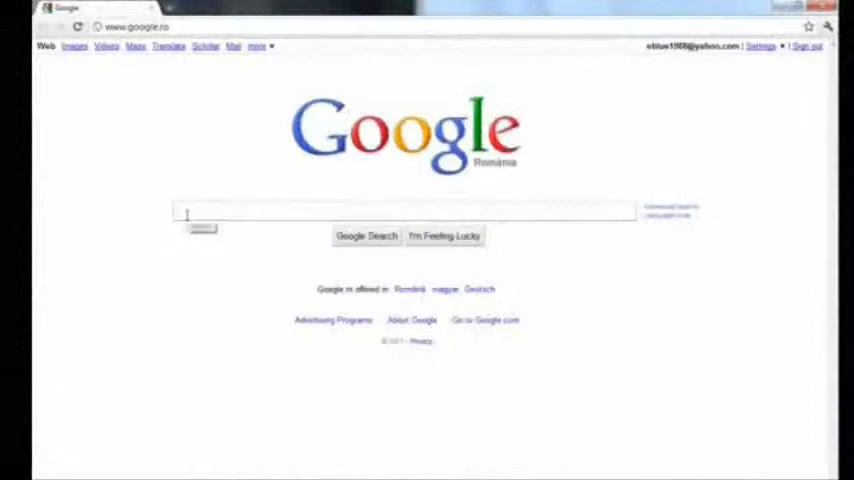 Google
www.google.ro
Web Images Videos Maps Translate Scholar Mail more ▾
eblue1988@yahoo.com | Settings ▾ | Sign out
Google
România
Google Search I'm Feeling Lucky
Google.ro offered in: Română magyar Deutsch
Advertising Programs About Google Go to Google.com
Privacy